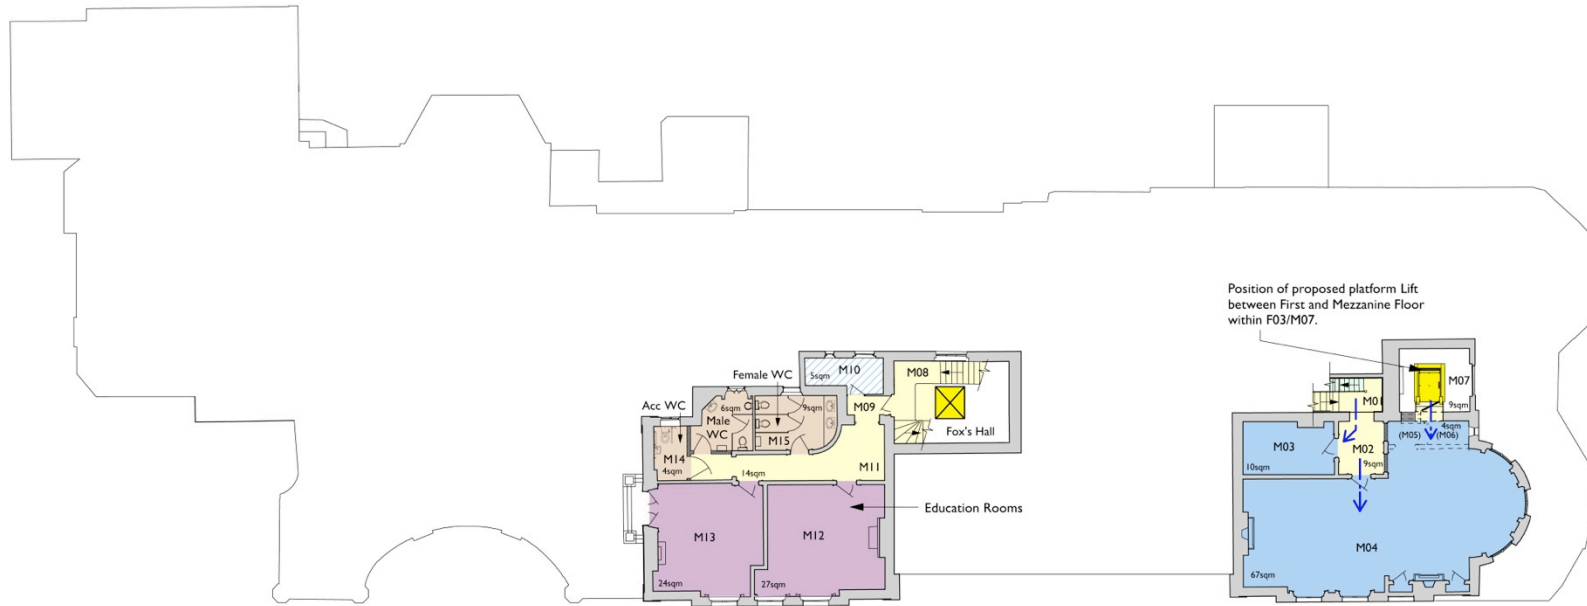 Position of proposed platform Lift
between First and Mezzanine Floor
within F03/M07.
M10
5sqm
M08
Female WC
M07
9sqm
Acc WC
6sqm
Male
WC
9sqm
M09
M01
M15
Fox's Hall
4sqm
(M05)
(M06)
M03
M02
M14
4sqm
14sqm
M11
10sqm
9sqm
Education Rooms
M13
M12
M04
24sqm
27sqm
67sqm